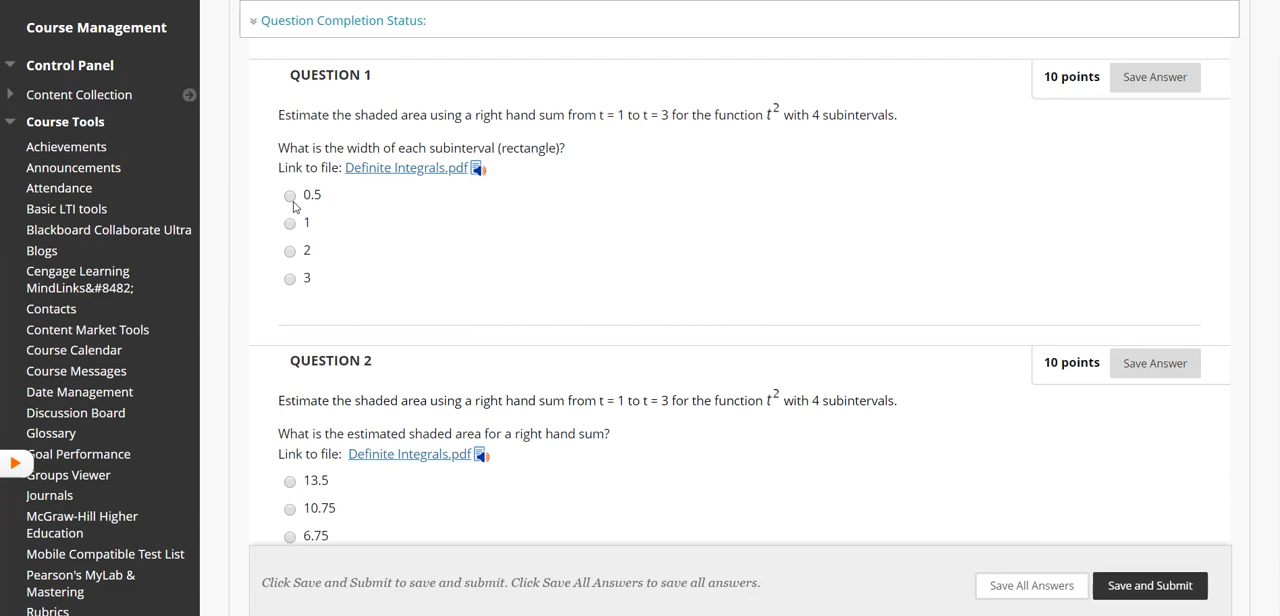 Course Management
Control Panel
Content Collection
Course Tools
Achievements
Announcements
Attendance
Basic LTI tools
Blackboard Collaborate Ultra
Blogs
Cengage Learning
MindLinks&#8482;
Contacts
Content Market Tools
Course Calendar
Course Messages
Date Management
Discussion Board
Glossary
Goal Performance
Groups Viewer
Journals
McGraw-Hill Higher
Education
Mobile Compatible Test List
Pearson's MyLab &
Mastering
Rubrics
Question Completion Status:
QUESTION 1
10 points
Save Answer
Estimate the shaded area using a right hand sum from t = 1 to t = 3 for the function t² with 4 subintervals.
What is the width of each subinterval (rectangle)?
Link to file: Definite Integrals.pdf
0.5
1
2
3
QUESTION 2
10 points
Save Answer
Estimate the shaded area using a right hand sum from t = 1 to t = 3 for the function t² with 4 subintervals.
What is the estimated shaded area for a right hand sum?
Link to file: Definite Integrals.pdf
13.5
10.75
6.75
Click Save and Submit to save and submit. Click Save All Answers to save all answers.
Save All Answers
Save and Submit